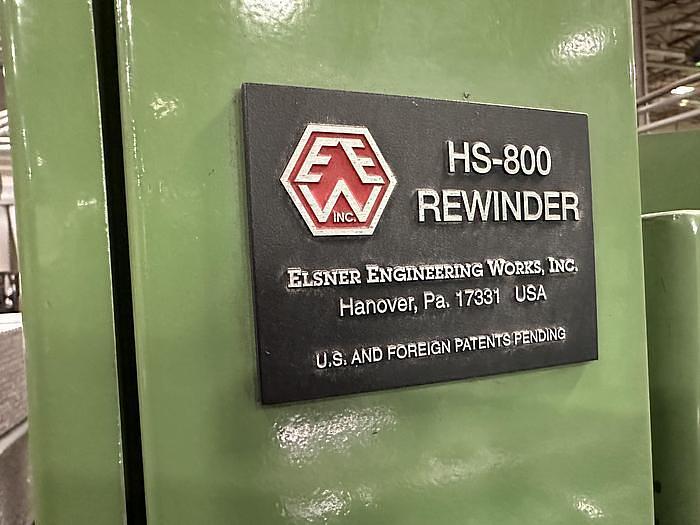 EEW
INC.
HS-800
REWINDER
ELSNER ENGINEERING WORKS, INC.
Hanover, Pa. 17331 USA
U.S. AND FOREIGN PATENTS PENDING